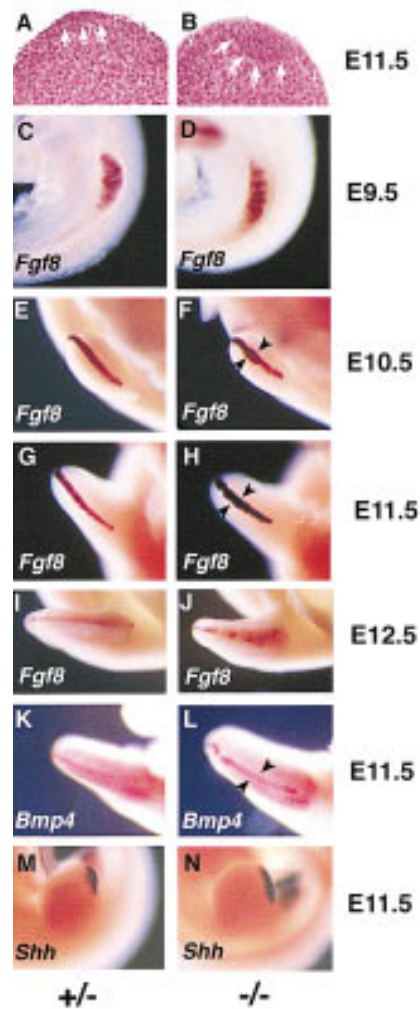 A B E11.5
C D E9.5
Fgf8 Fgf8
E F E10.5
Fgf8 Fgf8
G H E11.5
Fgf8 Fgf8
I J E12.5
Fgf8 Fgf8
K L E11.5
Bmp4 Bmp4
M N E11.5
Shh Shh
+/- -/-